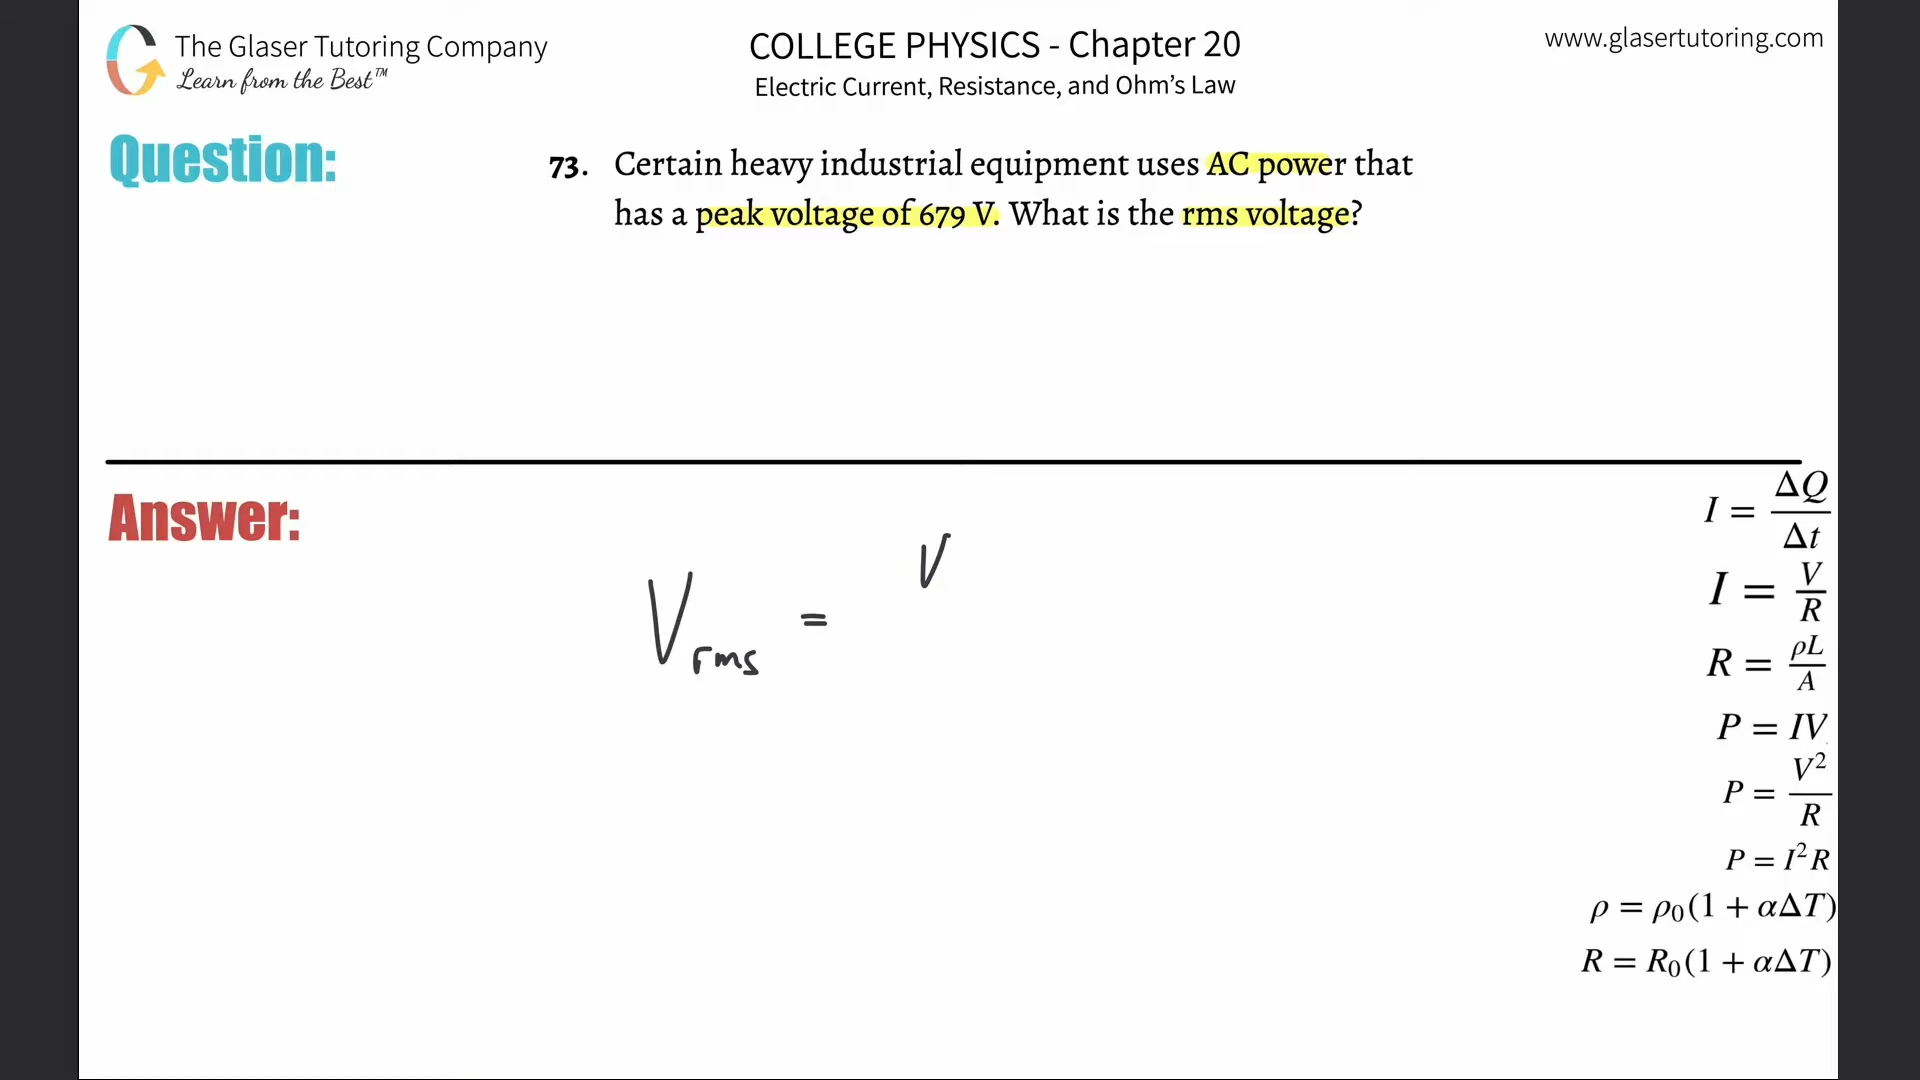 The Glaser Tutoring Company
Learn from the Best™
COLLEGE PHYSICS - Chapter 20
Electric Current, Resistance, and Ohm's Law
www.glasertutoring.com
Question:
73. Certain heavy industrial equipment uses AC power that
has a peak voltage of 679 V. What is the rms voltage?
Answer:
V_rms = V
I = ΔQ/Δt
I = V/R
R = ρL/A
P = IV
P = V²/R
P = I²R
ρ = ρ₀(1 + αΔT)
R = R₀(1 + αΔT)